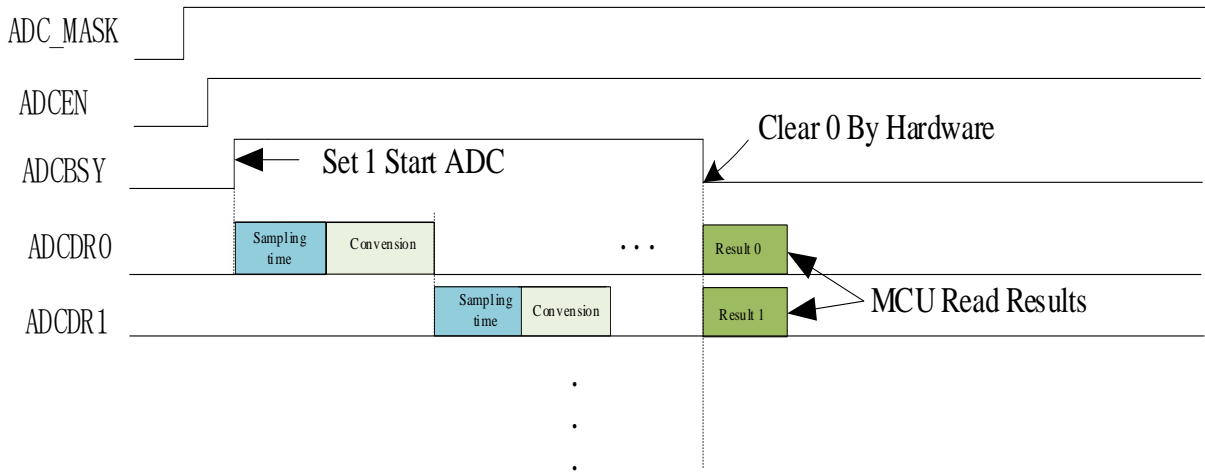 ADC_MASK
ADCEN
Clear 0 By Hardware
ADCBSY
Set 1 Start ADC
ADCDR0
Sampling
time
Convension
...
Result 0
MCU Read Results
ADCDR1
Sampling
time
Convension
Result 1
.
.
.